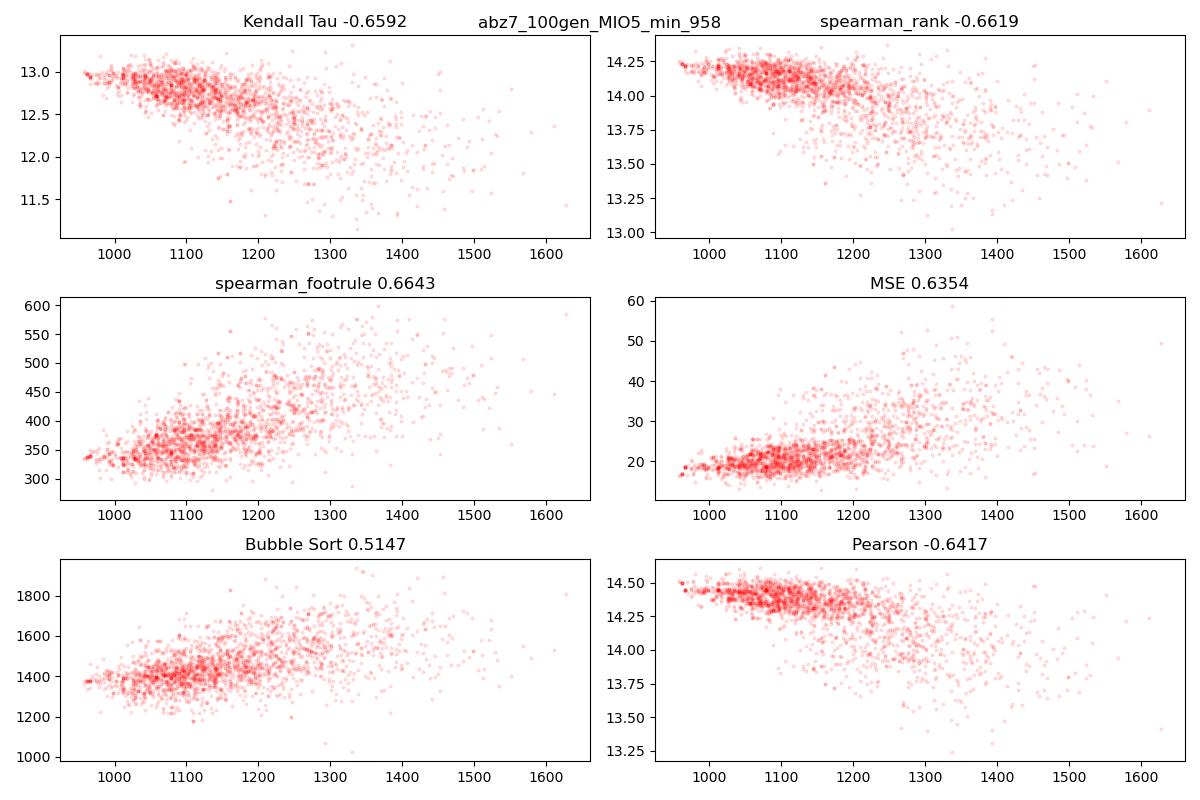 abz7_100gen_MIO5_min_958
Kendall Tau -0.6592
13.0
12.5
12.0
11.5
1000 1100 1200 1300 1400 1500 1600
spearman_rank -0.6619
14.25
14.00
13.75
13.50
13.25
13.00
1000 1100 1200 1300 1400 1500 1600
spearman_footrule 0.6643
600
550
500
450
400
350
300
1000 1100 1200 1300 1400 1500 1600
MSE 0.6354
60
50
40
30
20
1000 1100 1200 1300 1400 1500 1600
Bubble Sort 0.5147
1800
1600
1400
1200
1000
1000 1100 1200 1300 1400 1500 1600
Pearson -0.6417
14.50
14.25
14.00
13.75
13.50
13.25
1000 1100 1200 1300 1400 1500 1600